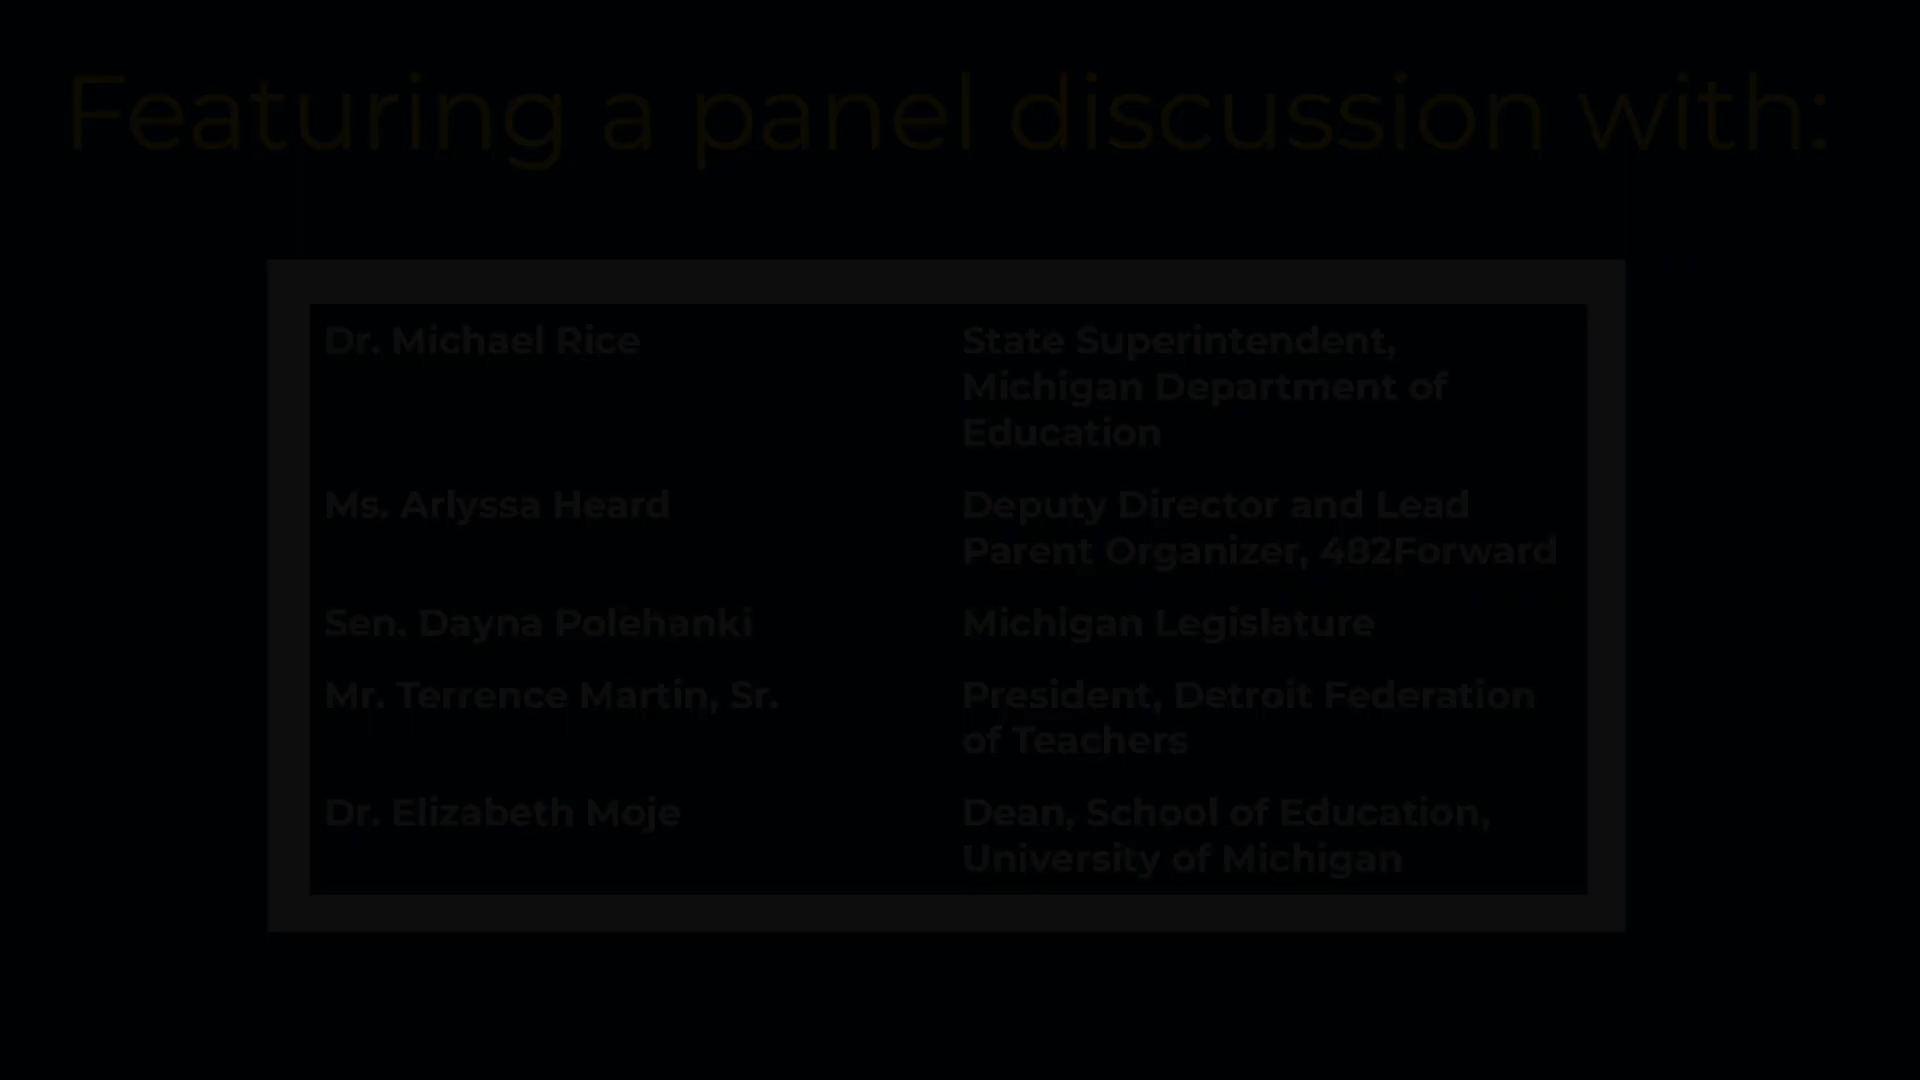 Featuring a panel discussion with:
Dr. Michael Rice
State Superintendent,
Michigan Department of
Education
Ms. Arlyssa Heard
Deputy Director and Lead
Parent Organizer, 482Forward
Sen. Dayna Polehanki
Michigan Legislature
Mr. Terrence Martin, Sr.
President, Detroit Federation
of Teachers
Dr. Elizabeth Moje
Dean, School of Education,
University of Michigan